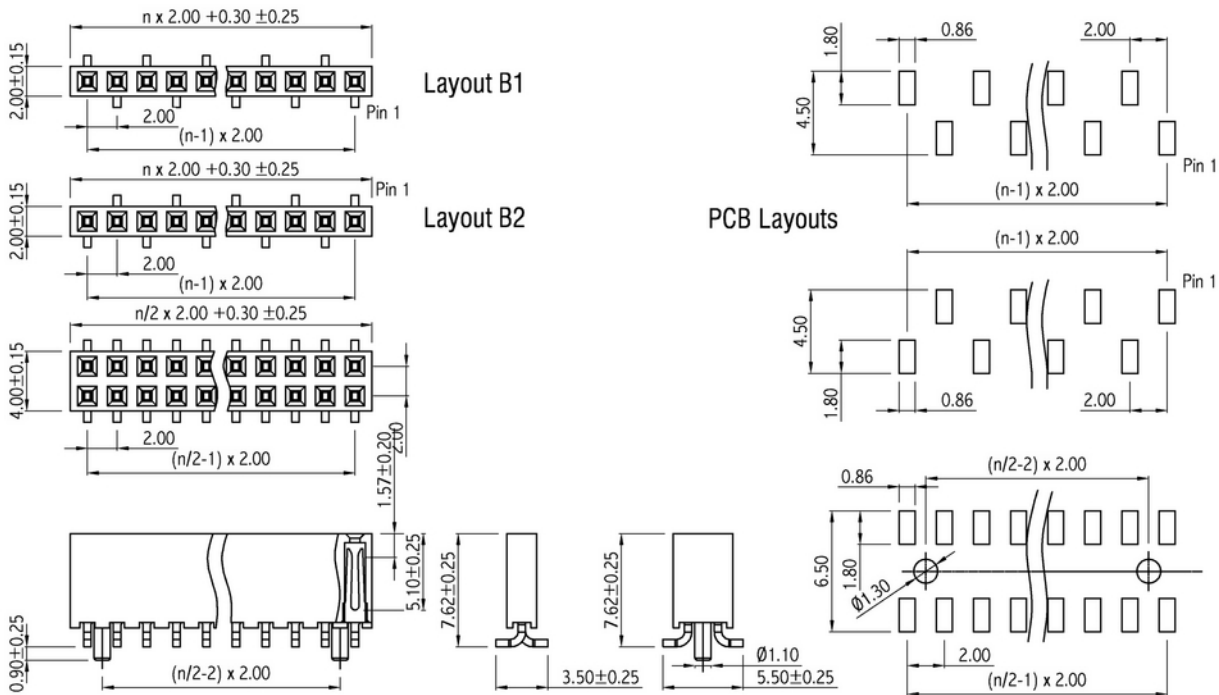 n x 2.00 +0.30 ±0.25
2.00±0.15
Layout B1
Pin 1
2.00
(n-1) x 2.00
n x 2.00 +0.30 ±0.25
Pin 1
2.00±0.15
Layout B2
2.00
(n-1) x 2.00
n/2 x 2.00 +0.30 ±0.25
4.00±0.15
2.00
2.00
(n/2-1) x 2.00
1.57±0.20
5.10±0.25
0.90±0.25
(n/2-2) x 2.00
7.62±0.25
3.50±0.25
7.62±0.25
Ø1.10
5.50±0.25
PCB Layouts
1.80
0.86
2.00
4.50
Pin 1
(n-1) x 2.00
(n-1) x 2.00
Pin 1
4.50
1.80
0.86
2.00
(n/2-2) x 2.00
0.86
6.50
1.80
Ø1.30
2.00
(n/2-1) x 2.00